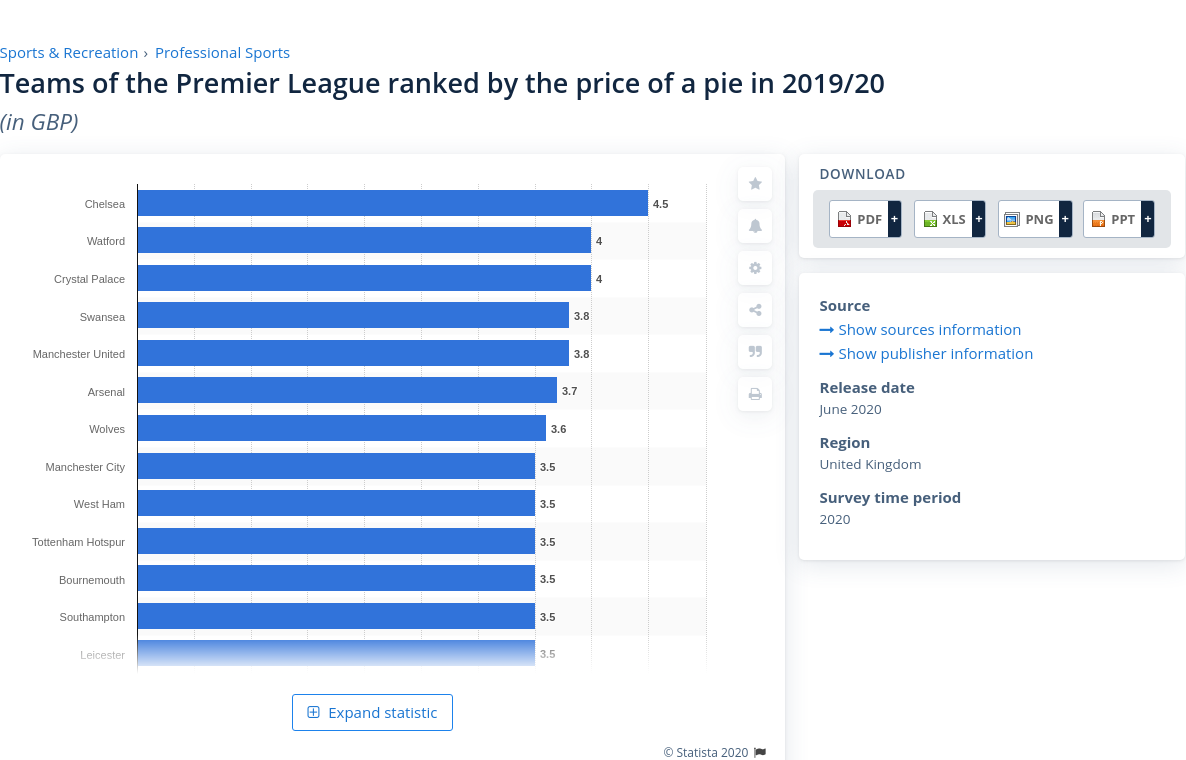 Sports & Recreation › Professional Sports
Teams of the Premier League ranked by the price of a pie in 2019/20
(in GBP)
Chelsea 4.5
Watford 4
Crystal Palace 4
Swansea 3.8
Manchester United 3.8
Arsenal 3.7
Wolves 3.6
Manchester City 3.5
West Ham 3.5
Tottenham Hotspur 3.5
Bournemouth 3.5
Southampton 3.5
Leicester 3.5
Expand statistic
© Statista 2020
DOWNLOAD
PDF + XLS + PNG + PPT +
Source
Show sources information
Show publisher information
Release date
June 2020
Region
United Kingdom
Survey time period
2020